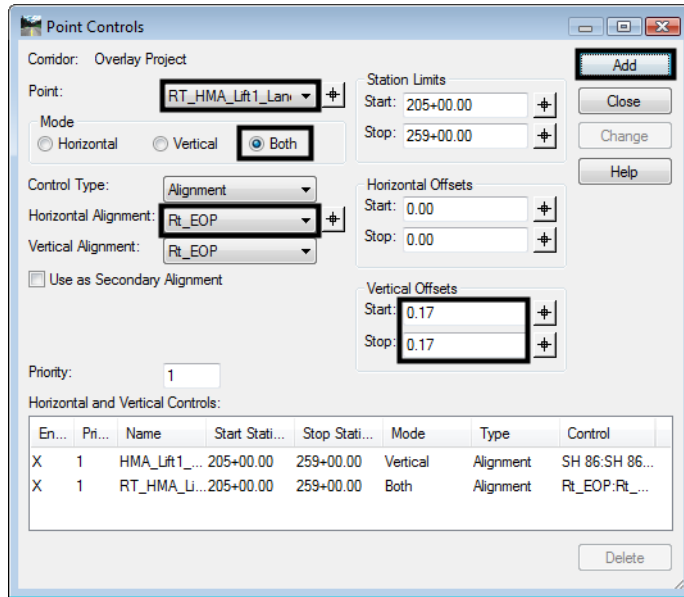 Point Controls
Corridor: Overlay Project
Add
Point: RT_HMA_Lift1_Lan
Station Limits
Start: 205+00.00
Close
Mode
Horizontal Vertical Both
Stop: 259+00.00
Change
Help
Control Type: Alignment
Horizontal Offsets
Horizontal Alignment: Rt_EOP
Start: 0.00
Vertical Alignment: Rt_EOP
Stop: 0.00
Use as Secondary Alignment
Vertical Offsets
Start: 0.17
Stop: 0.17
Priority: 1
Horizontal and Vertical Controls:
En... Pri... Name Start Stati... Stop Stati... Mode Type Control
X 1 HMA_Lift1_... 205+00.00 259+00.00 Vertical Alignment SH 86:SH 86...
X 1 RT_HMA_Li... 205+00.00 259+00.00 Both Alignment Rt_EOP:Rt_...
Delete